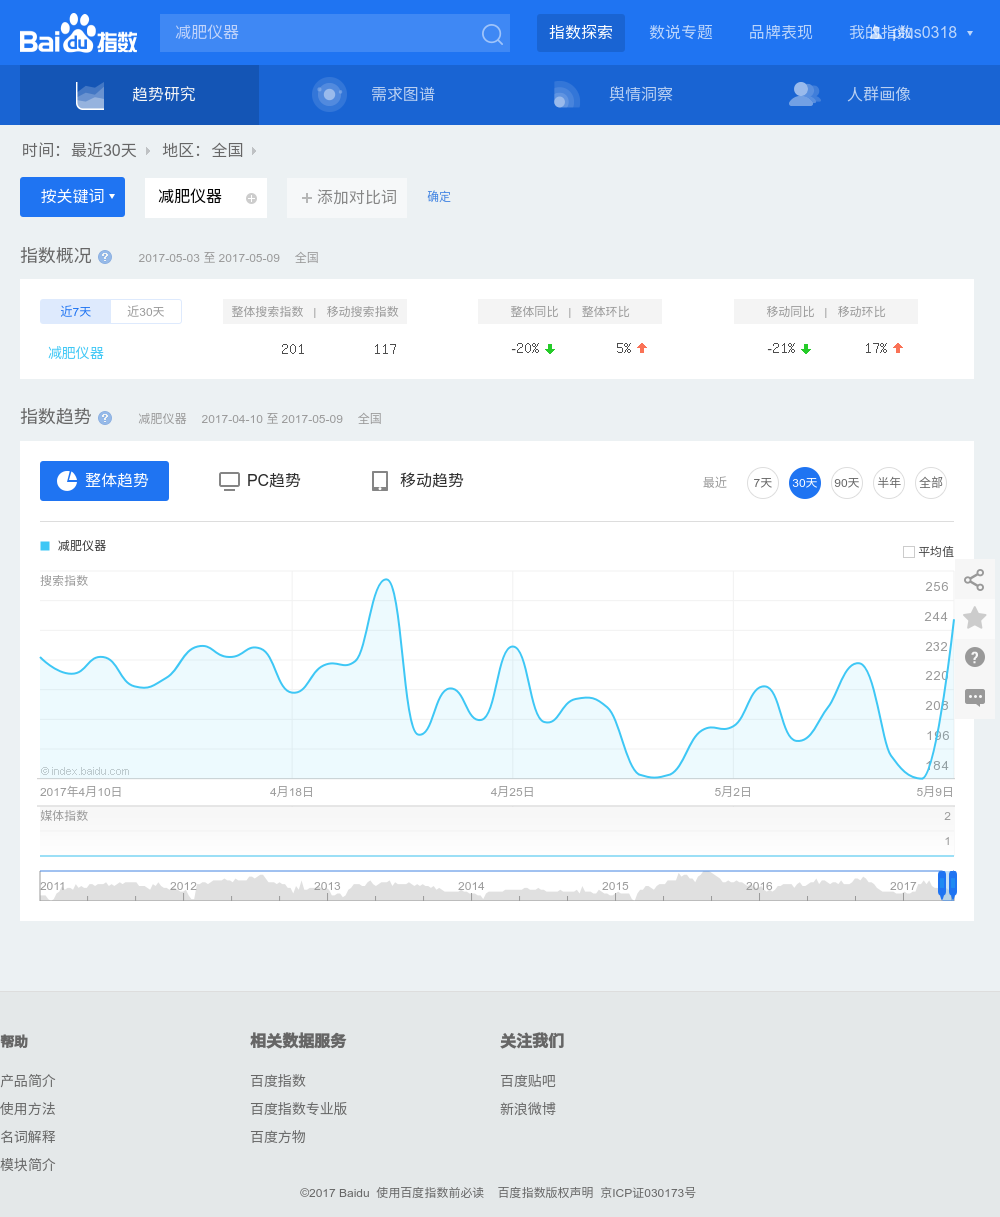 Bai du 指数
减肥仪器
指数探索 数说专题 品牌表现 我的指数
趋势研究 需求图谱 舆情洞察 人群画像
时间： 最近30天 地区： 全国
按关键词 减肥仪器 ＋添加对比词 确定
指数概况 ? 2017-05-03 至 2017-05-09 全国
近7天 近30天 整体搜索指数 | 移动搜索指数 整体同比 | 整体环比 移动同比 | 移动环比
减肥仪器 201 117 -20% 5% -21% 17%
指数趋势 ? 减肥仪器 2017-04-10 至 2017-05-09 全国
整体趋势 PC趋势 移动趋势 最近 7天 30天 90天 半年 全部
减肥仪器
平均值
搜索指数
256
244
232
220
208
196
184
©index.baidu.com
2017年4月10日 4月18日 4月25日 5月2日 5月9日
媒体指数 2
1
2011 2012 2013 2014 2015 2016 2017
帮助 相关数据服务 关注我们
产品简介 百度指数 百度贴吧
使用方法 百度指数专业版 新浪微博
名词解释 百度方物
模块简介
©2017 Baidu 使用百度指数前必读 百度指数版权声明 京ICP证030173号